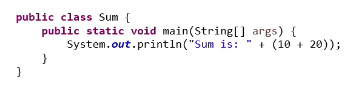 public class Sum {
    public static void main(String[] args) {
        System.out.println("Sum is: " + (10 + 20));
    }
}